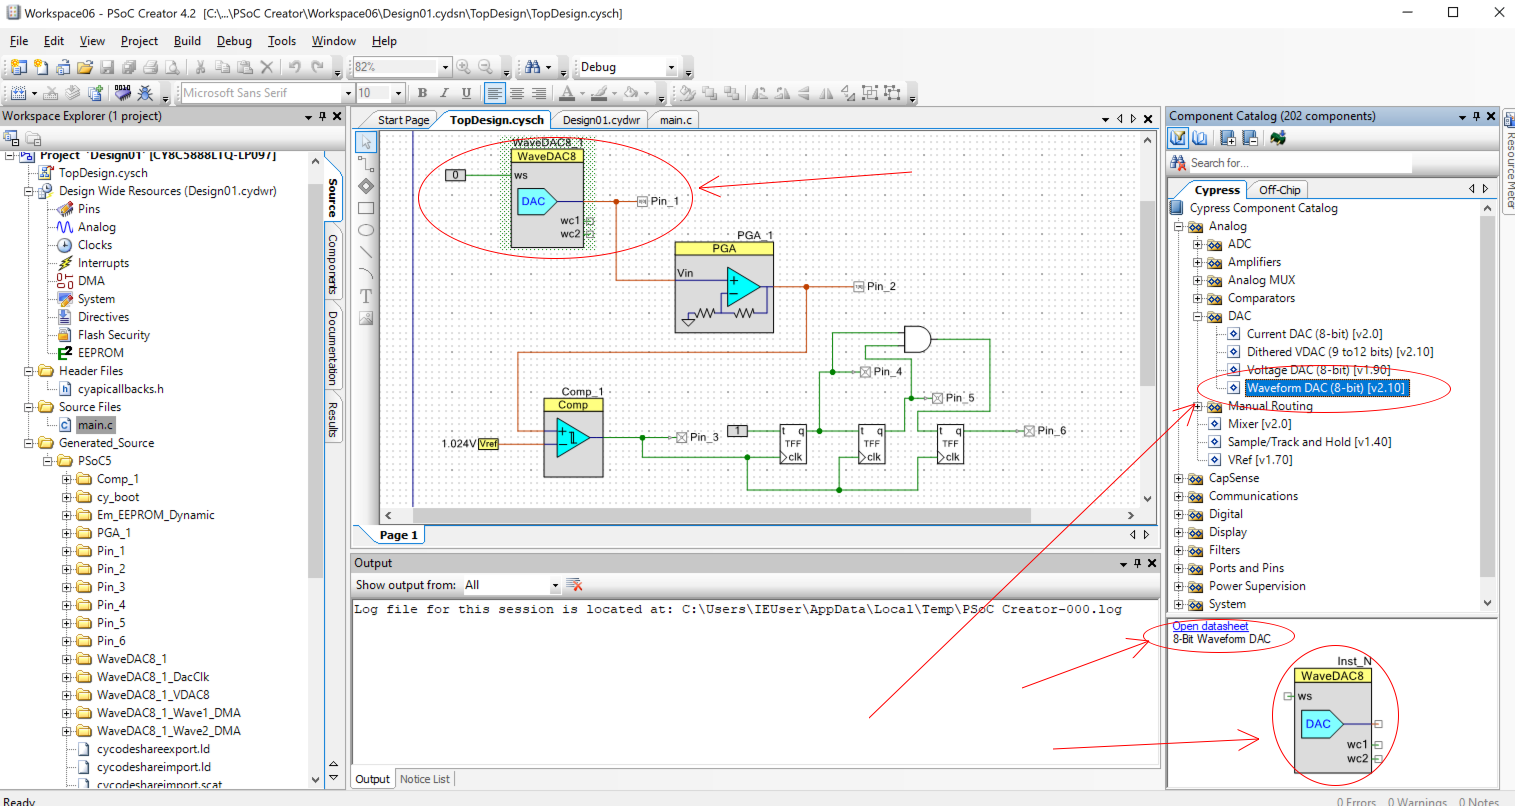 Workspace06 - PSoC Creator 4.2  [C:\...\PSoC Creator\Workspace06\Design01.cydsn\TopDesign\TopDesign.cysch]
File Edit View Project Build Debug Tools Window Help
82% Debug
Microsoft Sans Serif 10 B I U A
Workspace Explorer (1 project)
Project 'Design01' [CY8C5888LTQ-LP097]
TopDesign.cysch
Design Wide Resources (Design01.cydwr)
Pins
Analog
Clocks
Interrupts
DMA
System
Directives
Flash Security
EEPROM
Header Files
cyapicallbacks.h
Source Files
main.c
Generated_Source
PSoC5
Comp_1
cy_boot
Em_EEPROM_Dynamic
PGA_1
Pin_1
Pin_2
Pin_3
Pin_4
Pin_5
Pin_6
WaveDAC8_1
WaveDAC8_1_DacClk
WaveDAC8_1_VDAC8
WaveDAC8_1_Wave1_DMA
WaveDAC8_1_Wave2_DMA
cycodeshareexport.ld
cycodeshareimport.ld
cycodeshareimport.scat
Source
Components
Documentation
Results
Start Page TopDesign.cysch Design01.cydwr main.c
WaveDAC8_1
WaveDAC8
0 ws
DAC
Pin_1
wc1
wc2
PGA_1
PGA
Vin
Pin_2
Pin_4
Pin_5
Comp_1
Comp
1.024V Vref
Pin_3
1
t q
TFF
clk
t q
TFF
clk
t q
TFF
clk
Pin_6
T
Page 1
Output
Show output from: All
Log file for this session is located at: C:\Users\IEUser\AppData\Local\Temp\PSoC Creator-000.log
Output Notice List
Component Catalog (202 components)
Search for...
Cypress Off-Chip
Cypress Component Catalog
Analog
ADC
Amplifiers
Analog MUX
Comparators
DAC
Current DAC (8-bit) [v2.0]
Dithered VDAC (9 to12 bits) [v2.10]
Voltage DAC (8-bit) [v1.90]
Waveform DAC (8-bit) [v2.10]
Manual Routing
Mixer [v2.0]
Sample/Track and Hold [v1.40]
VRef [v1.70]
CapSense
Communications
Digital
Display
Filters
Ports and Pins
Power Supervision
System
Open datasheet
8-Bit Waveform DAC
Inst_N
WaveDAC8
ws
DAC
wc1
wc2
Resource Meter
Ready
0 Errors 0 Warnings 0 Notes